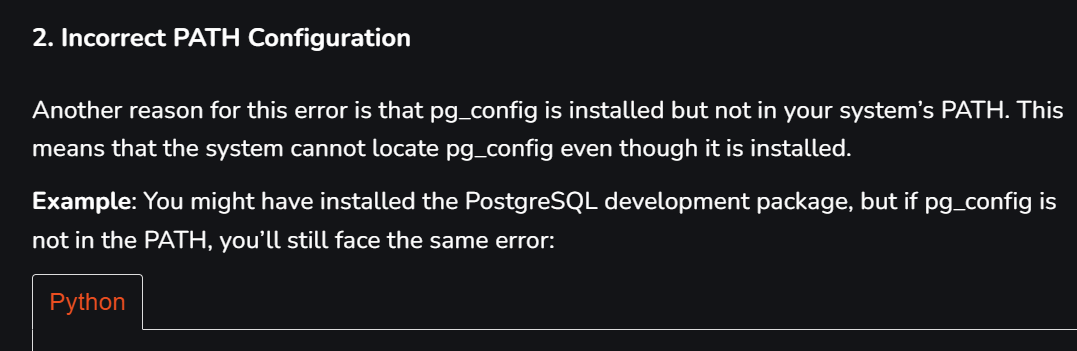 2. Incorrect PATH Configuration
Another reason for this error is that pg_config is installed but not in your system’s PATH. This
means that the system cannot locate pg_config even though it is installed.
Example: You might have installed the PostgreSQL development package, but if pg_config is
not in the PATH, you’ll still face the same error:
Python